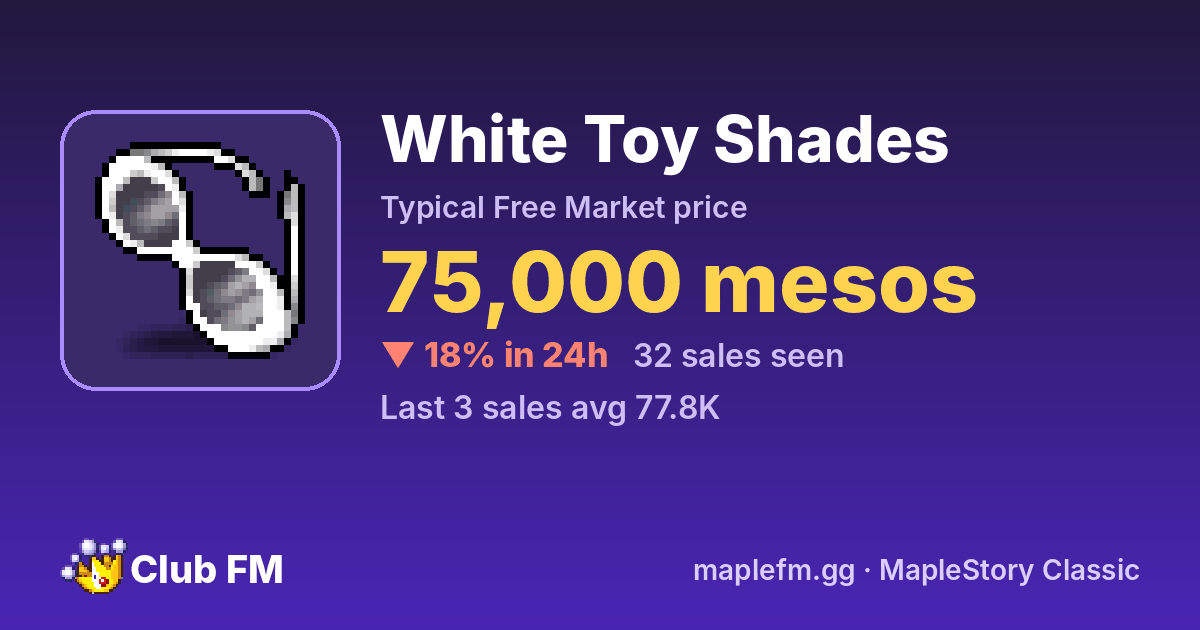 White Toy Shades
Typical Free Market price
75,000 mesos
▼ 18% in 24h 32 sales seen
Last 3 sales avg 77.8K
Club FM
maplefm.gg · MapleStory Classic